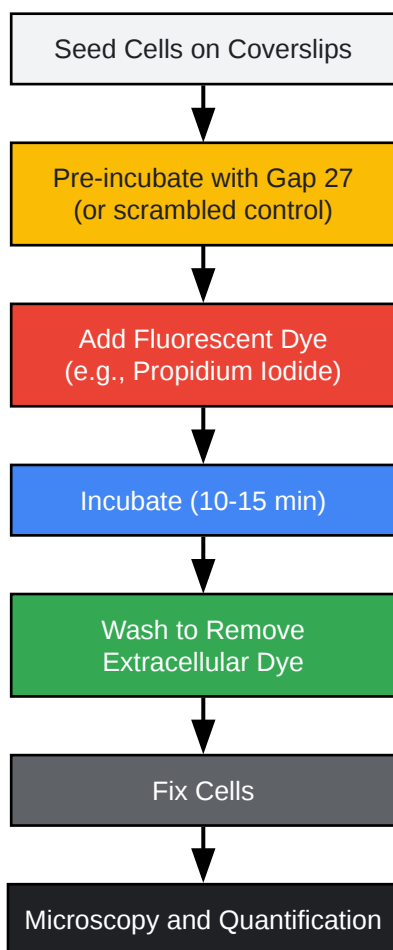 Seed Cells on Coverslips
Pre-incubate with Gap 27
(or scrambled control)
Add Fluorescent Dye
(e.g., Propidium Iodide)
Incubate (10-15 min)
Wash to Remove
Extracellular Dye
Fix Cells
Microscopy and Quantification